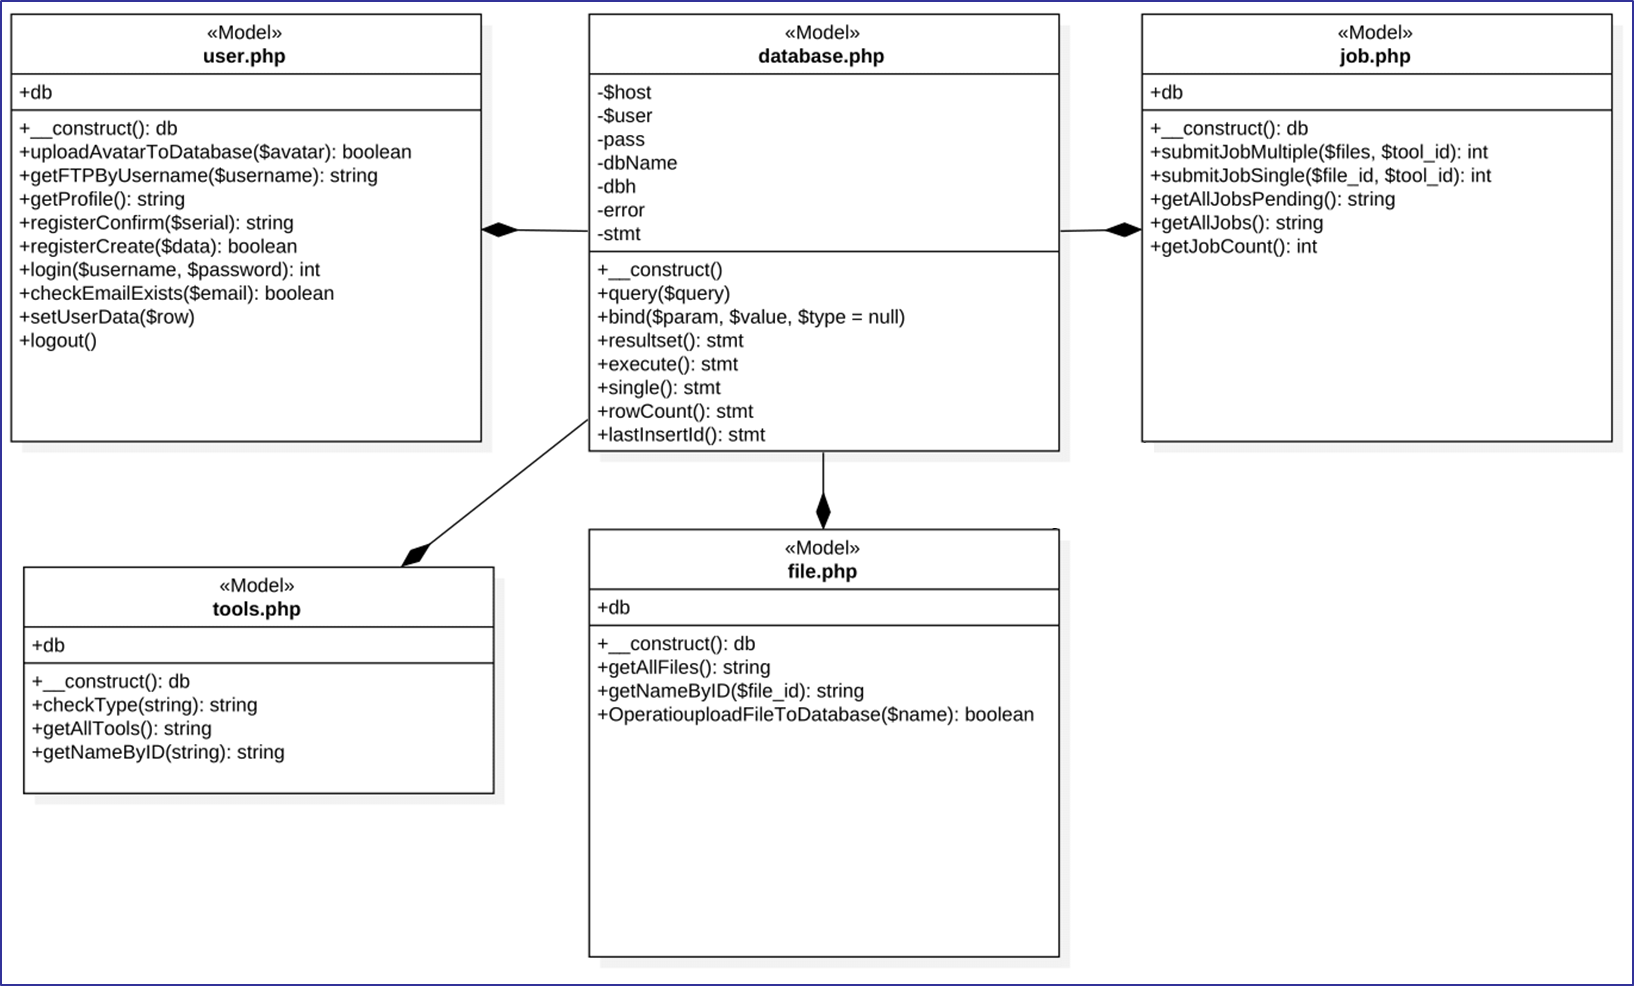 «Model»
user.php
+db
+__construct(): db
+uploadAvatarToDatabase($avatar): boolean
+getFTPByUsername($username): string
+getProfile(): string
+registerConfirm($serial): string
+registerCreate($data): boolean
+login($username, $password): int
+checkEmailExists($email): boolean
+setUserData($row)
+logout()
«Model»
database.php
-$host
-$user
-pass
-dbName
-dbh
-error
-stmt
+__construct()
+query($query)
+bind($param, $value, $type = null)
+resultset(): stmt
+execute(): stmt
+single(): stmt
+rowCount(): stmt
+lastInsertId(): stmt
«Model»
job.php
+db
+__construct(): db
+submitJobMultiple($files, $tool_id): int
+submitJobSingle($file_id, $tool_id): int
+getAllJobsPending(): string
+getAllJobs(): string
+getJobCount(): int
«Model»
tools.php
+db
+__construct(): db
+checkType(string): string
+getAllTools(): string
+getNameByID(string): string
«Model»
file.php
+db
+__construct(): db
+getAllFiles(): string
+getNameByID($file_id): string
+OperatiouploadFileToDatabase($name): boolean